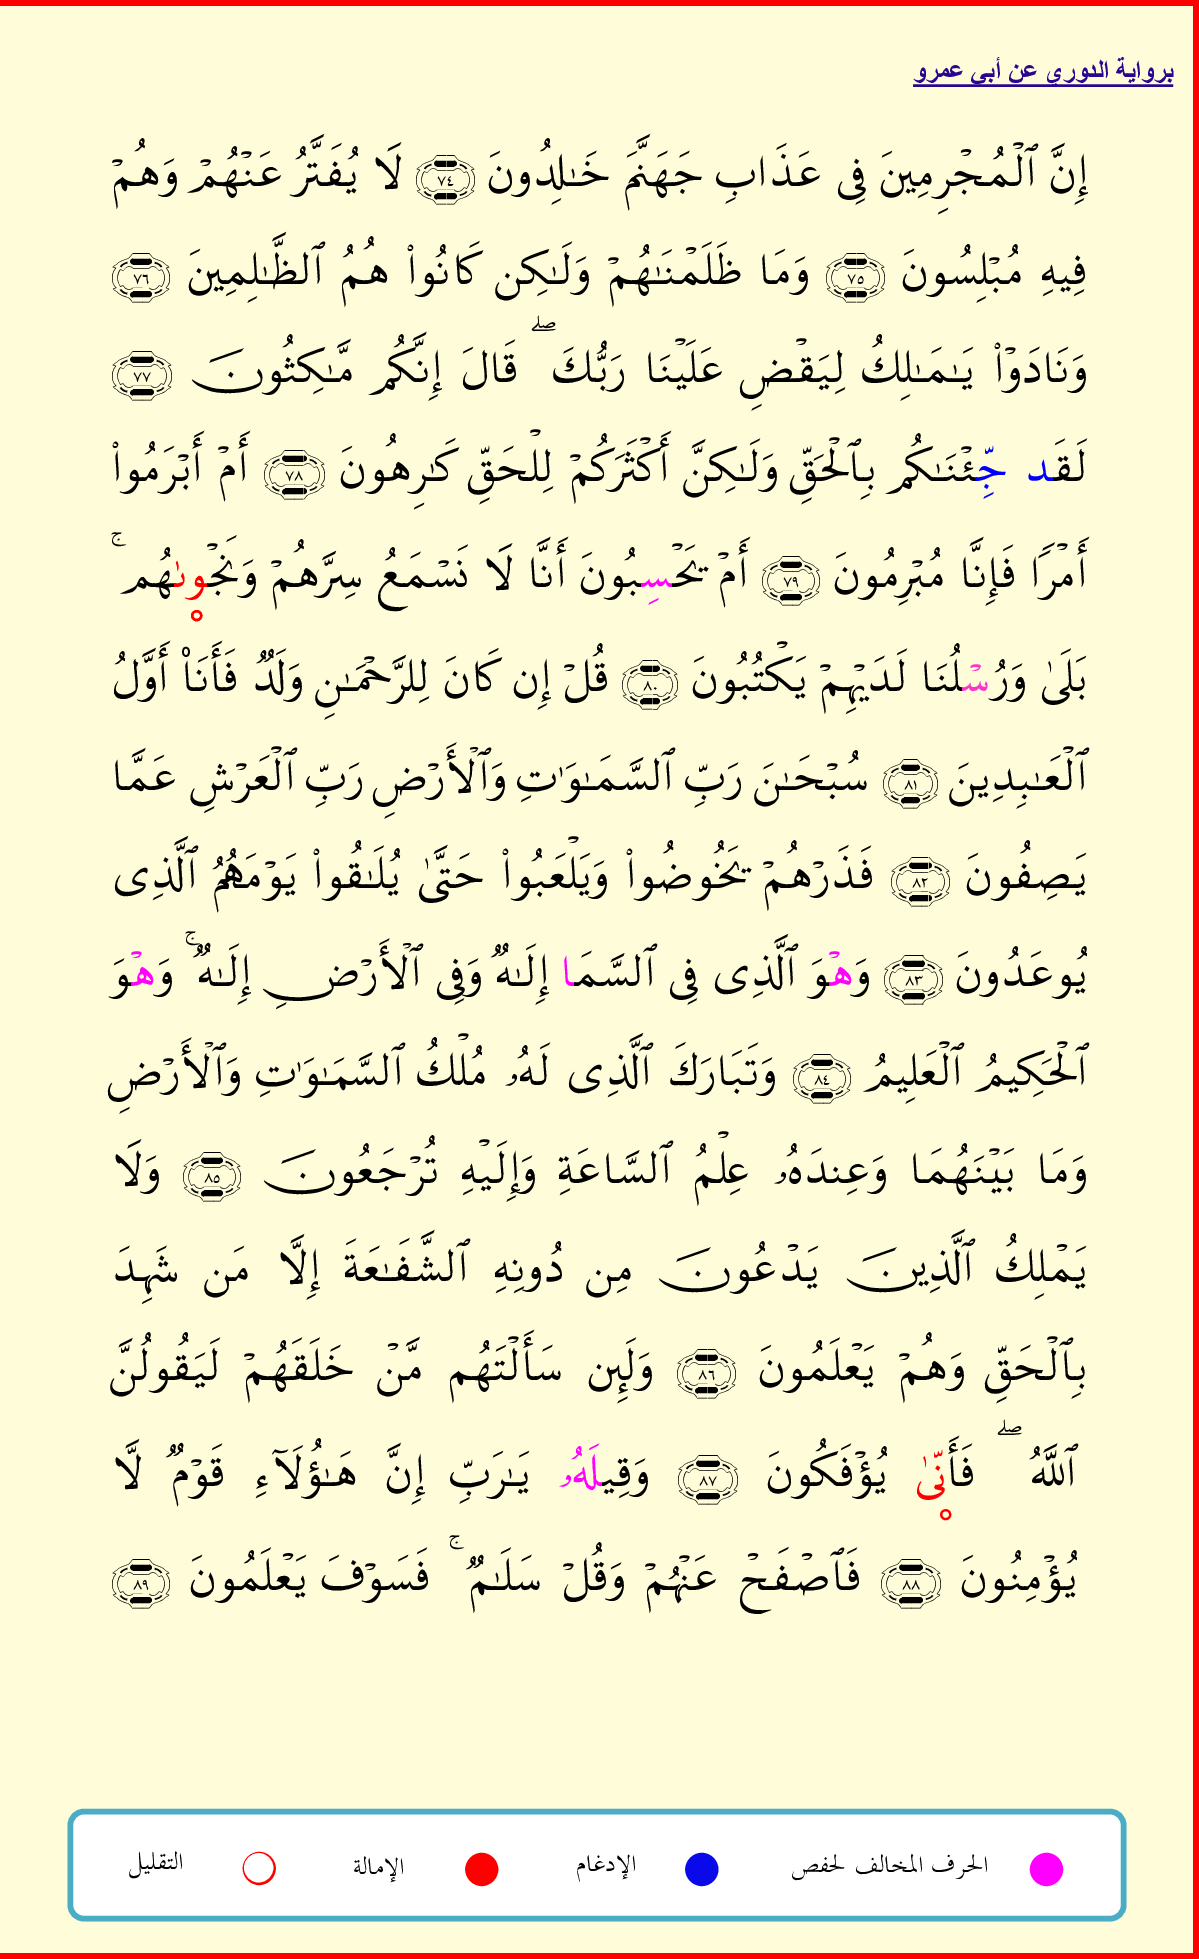 برواية الدوري عن أبي عمرو
إِنَّ ٱلْمُجْرِمِينَ فِى عَذَابِ جَهَنَّمَ خَـٰلِدُونَ ٧٤ لَا يُفَتَّرُ عَنْهُمْ وَهُمْ
فِيهِ مُبْلِسُونَ ٧٥ وَمَا ظَلَمْنَـٰهُمْ وَلَـٰكِن كَانُوا۟ هُمُ ٱلظَّـٰلِمِينَ ٧٦
وَنَادَوْا۟ يَـٰمَـٰلِكُ لِيَقْضِ عَلَيْنَا رَبُّكَ ۖ قَالَ إِنَّكُم مَّـٰكِثُونَ ٧٧
لَقَد جِّئْنَـٰكُم بِٱلْحَقِّ وَلَـٰكِنَّ أَكْثَرَكُمْ لِلْحَقِّ كَـٰرِهُونَ ٧٨ أَمْ أَبْرَمُوا۟
أَمْرًا فَإِنَّا مُبْرِمُونَ ٧٩ أَمْ يَحْسِبُونَ أَنَّا لَا نَسْمَعُ سِرَّهُمْ وَنَجْوىٰهُم ۚ
بَلَىٰ وَرُسْلُنَا لَدَيْهِمْ يَكْتُبُونَ ٨٠ قُلْ إِن كَانَ لِلرَّحْمَـٰنِ وَلَدٌ فَأَنَا۠ أَوَّلُ
ٱلْعَـٰبِدِينَ ٨١ سُبْحَـٰنَ رَبِّ ٱلسَّمَـٰوَٰتِ وَٱلْأَرْضِ رَبِّ ٱلْعَرْشِ عَمَّا
يَصِفُونَ ٨٢ فَذَرْهُمْ يَخُوضُوا۟ وَيَلْعَبُوا۟ حَتَّىٰ يُلَـٰقُوا۟ يَوْمَهُمُ ٱلَّذِى
يُوعَدُونَ ٨٣ وَهْوَ ٱلَّذِى فِى ٱلسَّمَا إِلَـٰهٌ وَفِى ٱلْأَرْضِ إِلَـٰهٌ ۚ وَهْوَ
ٱلْحَكِيمُ ٱلْعَلِيمُ ٨٤ وَتَبَارَكَ ٱلَّذِى لَهُۥ مُلْكُ ٱلسَّمَـٰوَٰتِ وَٱلْأَرْضِ
وَمَا بَيْنَهُمَا وَعِندَهُۥ عِلْمُ ٱلسَّاعَةِ وَإِلَيْهِ تُرْجَعُونَ ٨٥ وَلَا
يَمْلِكُ ٱلَّذِينَ يَدْعُونَ مِن دُونِهِ ٱلشَّفَـٰعَةَ إِلَّا مَن شَهِدَ
بِٱلْحَقِّ وَهُمْ يَعْلَمُونَ ٨٦ وَلَئِن سَأَلْتَهُم مَّنْ خَلَقَهُمْ لَيَقُولُنَّ
ٱللَّهُ ۖ فَأَنّىٰ يُؤْفَكُونَ ٨٧ وَقِيلَهُۥ يَـٰرَبِّ إِنَّ هَـٰؤُلَآءِ قَوْمٌ لَّا
يُؤْمِنُونَ ٨٨ فَٱصْفَحْ عَنْهُمْ وَقُلْ سَلَـٰمٌ ۚ فَسَوْفَ يَعْلَمُونَ ٨٩
الحرف المخالف لحفص الإدغام الإمالة التقليل